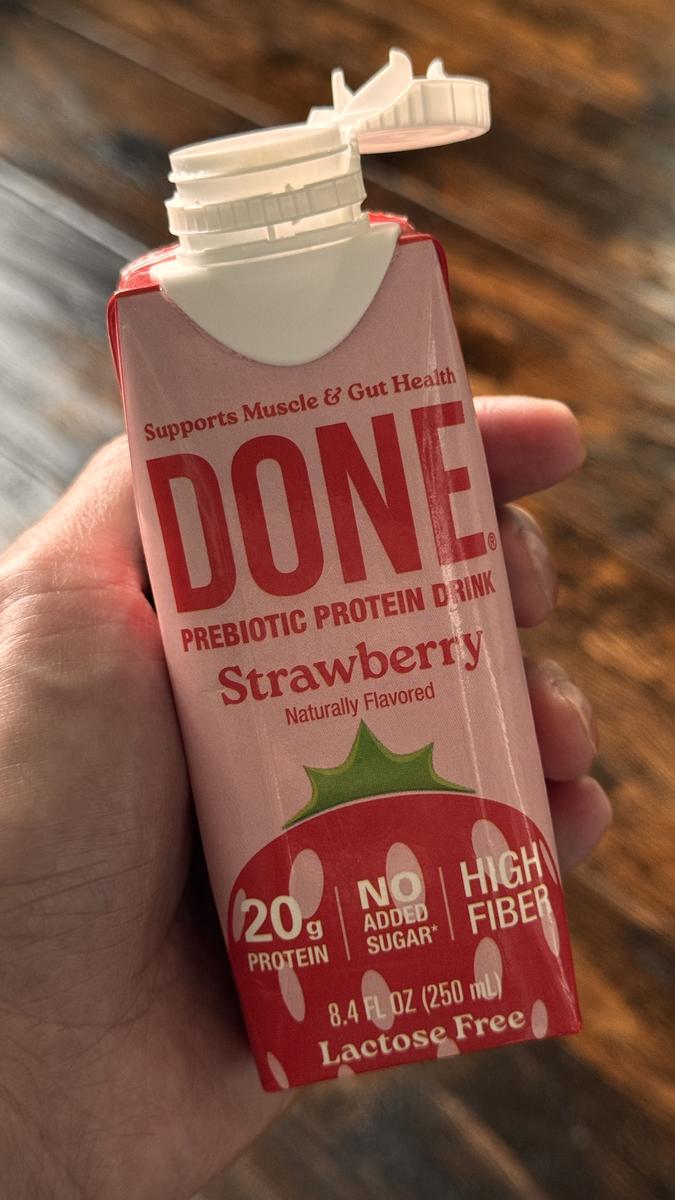 Supports Muscle & Gut Health
DONE®
PREBIOTIC PROTEIN DRINK
Strawberry
Naturally Flavored
20g
PROTEIN
NO
ADDED
SUGAR*
HIGH
FIBER
8.4 FL OZ (250 mL)
Lactose Free